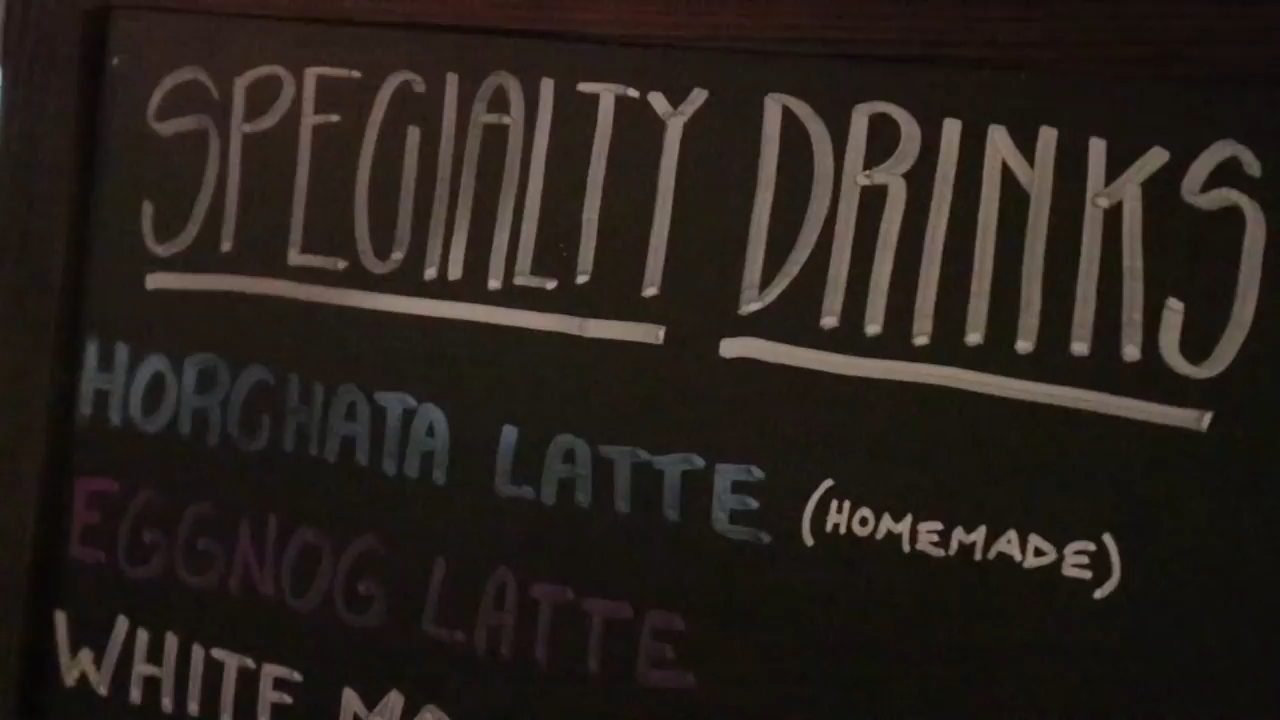 SPECIALTY DRINKS
HORCHATA LATTE (HOMEMADE)
EGGNOG LATTE
WHITE